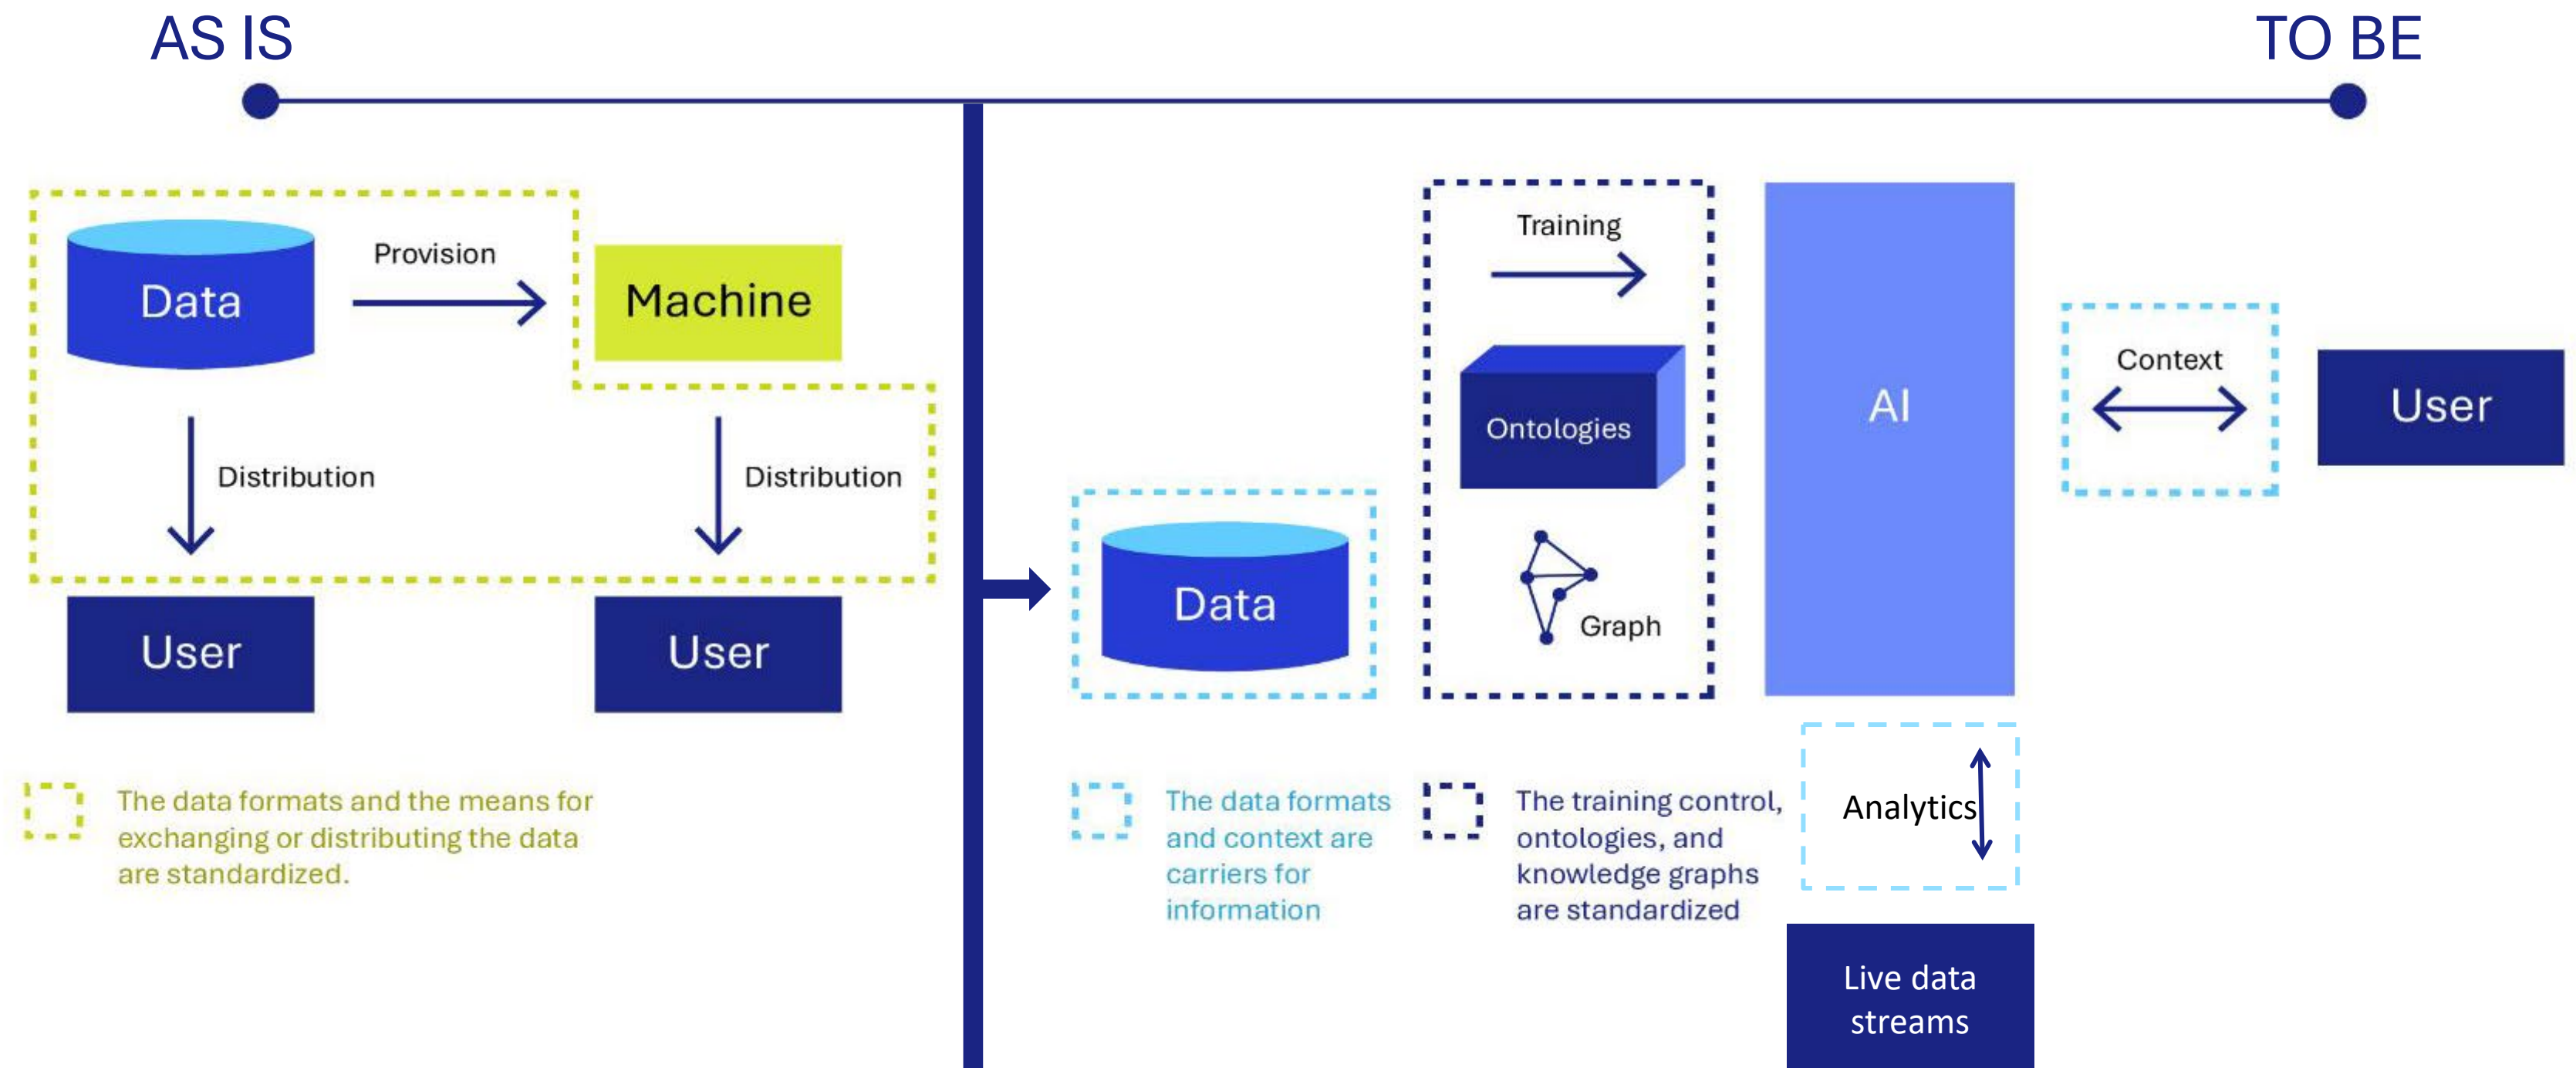 AS IS
TO BE
Data
Provision
Machine
Distribution
Distribution
User
User
The data formats and the means for
exchanging or distributing the data
are standardized.
Data
Training
Ontologies
Graph
AI
Context
User
The data formats
and context are
carriers for
information
The training control,
ontologies, and
knowledge graphs
are standardized
Analytics
Live data
streams